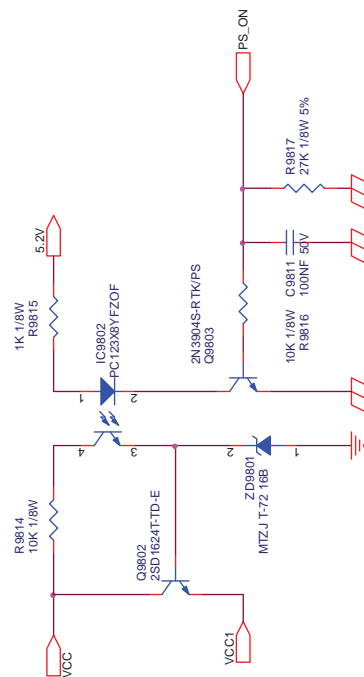 PS_ON
R9817
27K 1/8W 5%
C9811
100NF 50V
5.2V
1K 1/8W
R9815
IC9802
PC123X8YFZOF
1
2
2N3904S-RTK/PS
Q9803
10K 1/8W
R9816
4
3
R9814
10K 1/8W
Q9802
2SD1624T-TD-E
2
1
ZD9801
MTZJ T-72 16B
VCC
VCC1